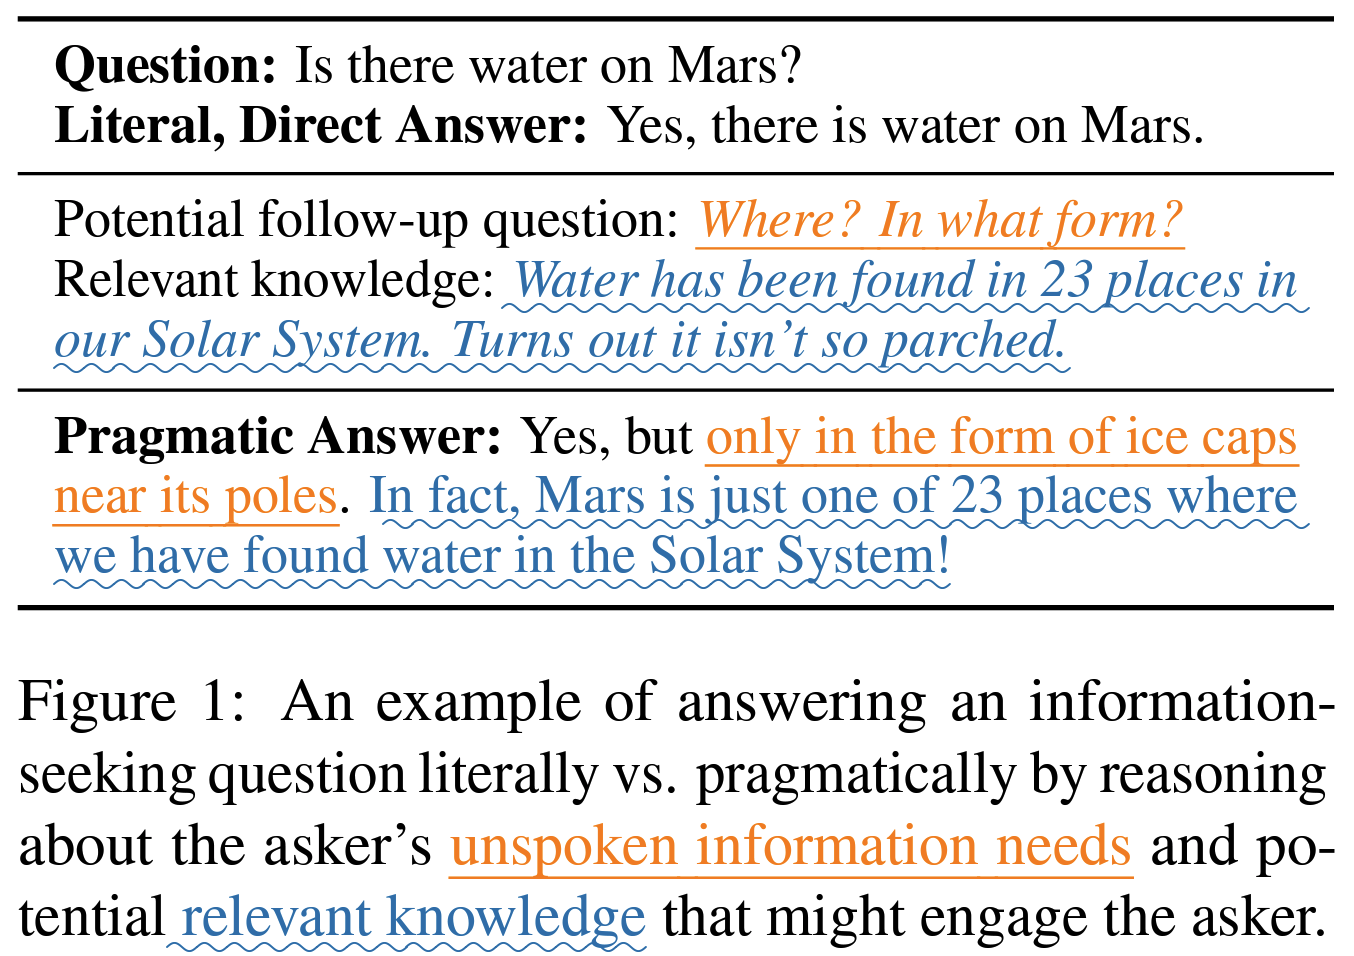 Question: Is there water on Mars?
Literal, Direct Answer: Yes, there is water on Mars.
Potential follow-up question: Where? In what form?
Relevant knowledge: Water has been found in 23 places in
our Solar System. Turns out it isn’t so parched.
Pragmatic Answer: Yes, but only in the form of ice caps
near its poles. In fact, Mars is just one of 23 places where
we have found water in the Solar System!
Figure 1: An example of answering an information-
seeking question literally vs. pragmatically by reasoning
about the asker’s unspoken information needs and po-
tential relevant knowledge that might engage the asker.